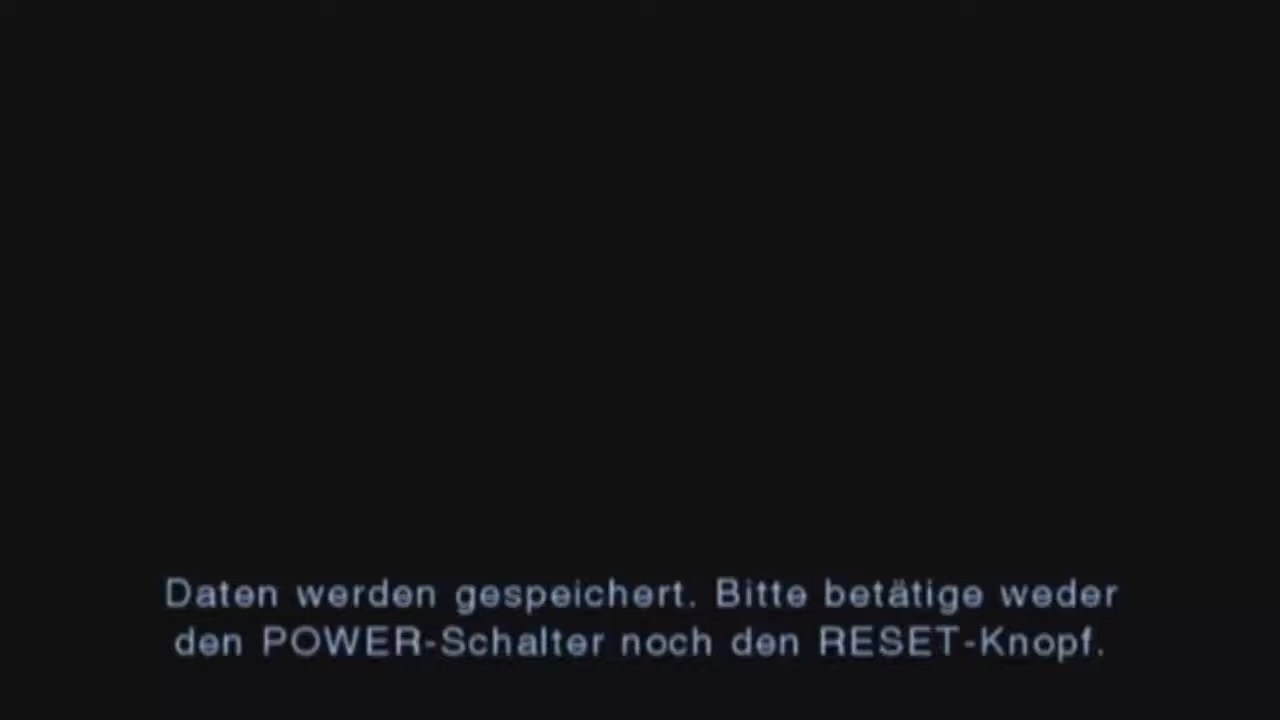 Daten werden gespeichert. Bitte betätige weder
den POWER-Schalter noch den RESET-Knopf.